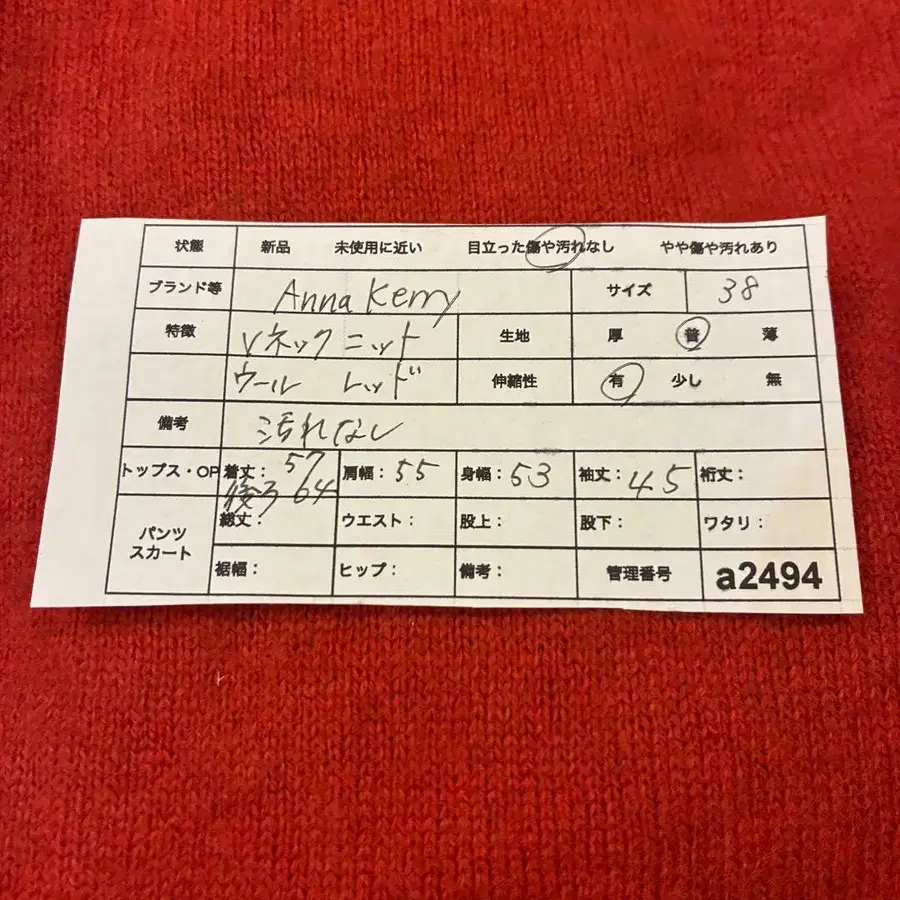 状態 新品 未使用に近い 目立った傷や汚れなし やや傷や汚れあり
ブランド等 Anna Kerry サイズ 38
特徴 Vネック ニット 生地 厚 普 薄
ウール レッド 伸縮性 有 少し 無
備考 汚れなし
トップス・OP 着丈: 57 肩幅: 55 身幅: 53 袖丈: 45 裄丈:
後ろ 64
パンツ スカート 総丈: ウエスト: 股上: 股下: ワタリ:
裾幅: ヒップ: 備考: 管理番号 a2494